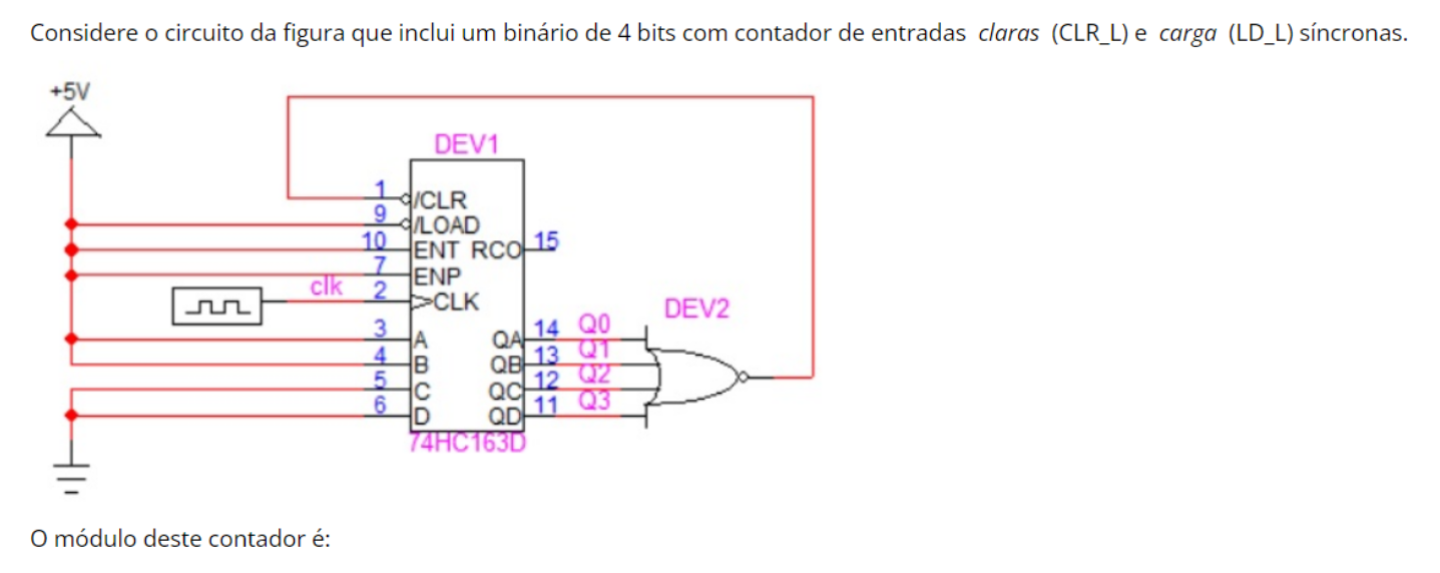 Considere o circuito da figura que inclui um binário de 4 bits com contador de entradas claras (CLR_L) e carga (LD_L) síncronas.
+5V
DEV1
1 /CLR
9 /LOAD
10 ENT RCO 15
7 ENP
clk 2 CLK
DEV2
3 A QA 14 Q0
4 B QB 13 Q1
5 C QC 12 Q2
6 D QD 11 Q3
74HC163D
O módulo deste contador é: